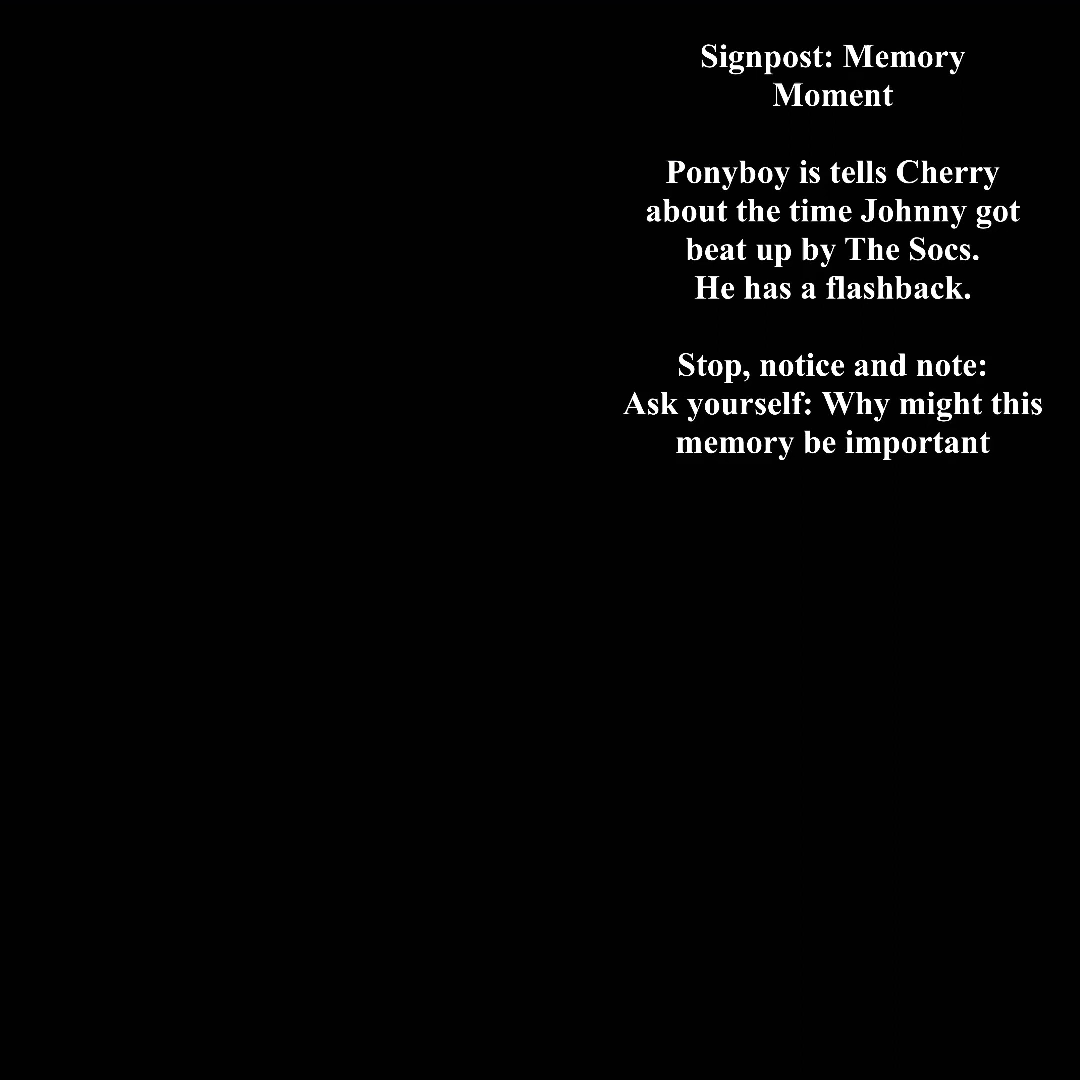 Signpost: Memory
Moment
Ponyboy is tells Cherry
about the time Johnny got
beat up by The Socs.
He has a flashback.
Stop, notice and note:
Ask yourself: Why might this
memory be important